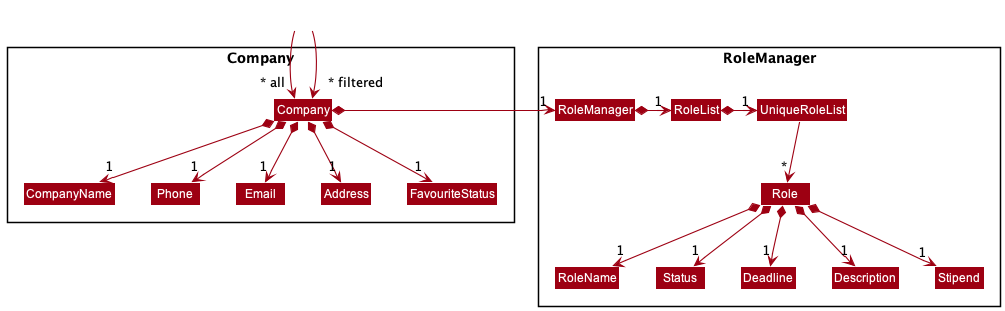 Company
RoleManager
* all
* filtered
Company
1
RoleManager
1
RoleList
1
UniqueRoleList
1
1
1
1
1
*
CompanyName
Phone
Email
Address
FavouriteStatus
Role
1
1
1
1
1
RoleName
Status
Deadline
Description
Stipend